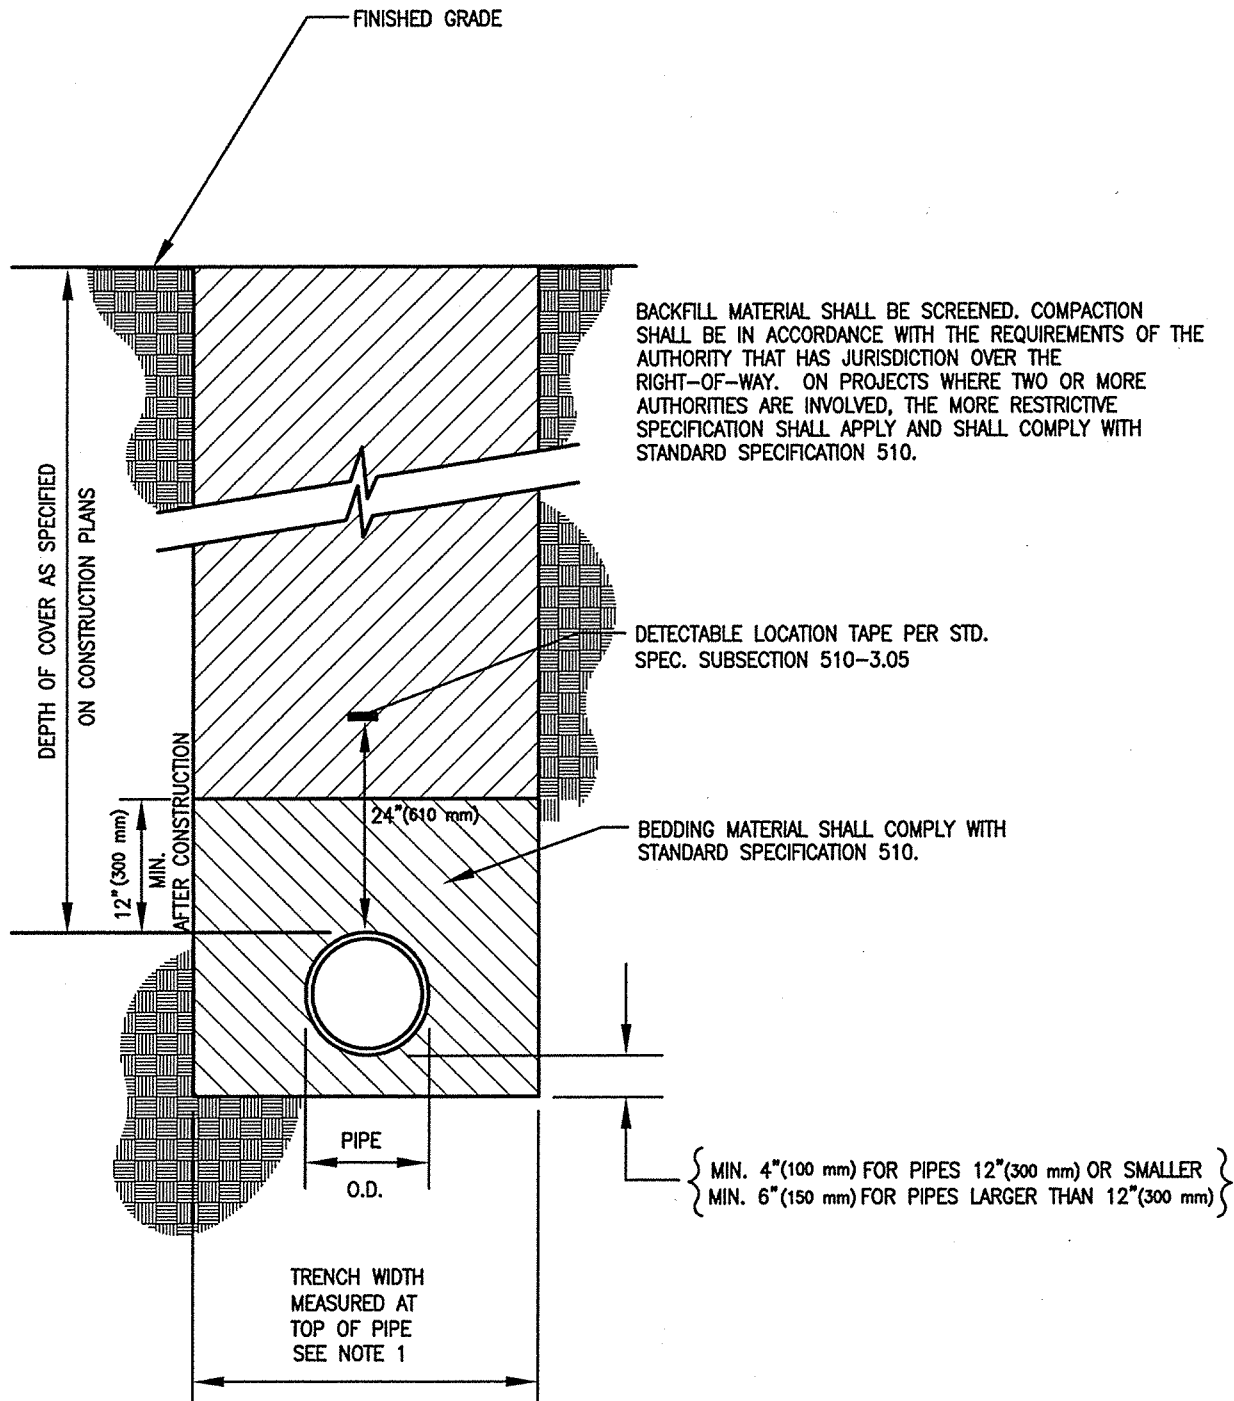 FINISHED GRADE
BACKFILL MATERIAL SHALL BE SCREENED. COMPACTION
SHALL BE IN ACCORDANCE WITH THE REQUIREMENTS OF THE
AUTHORITY THAT HAS JURISDICTION OVER THE
RIGHT-OF-WAY. ON PROJECTS WHERE TWO OR MORE
AUTHORITIES ARE INVOLVED, THE MORE RESTRICTIVE
SPECIFICATION SHALL APPLY AND SHALL COMPLY WITH
STANDARD SPECIFICATION 510.
DEPTH OF COVER AS SPECIFIED
ON CONSTRUCTION PLANS
DETECTABLE LOCATION TAPE PER STD.
SPEC. SUBSECTION 510-3.05
12"(300 mm)
MIN.
AFTER CONSTRUCTION
24"(610 mm)
BEDDING MATERIAL SHALL COMPLY WITH
STANDARD SPECIFICATION 510.
PIPE
O.D.
MIN. 4"(100 mm) FOR PIPES 12"(300 mm) OR SMALLER
MIN. 6"(150 mm) FOR PIPES LARGER THAN 12"(300 mm)
TRENCH WIDTH
MEASURED AT
TOP OF PIPE
SEE NOTE 1